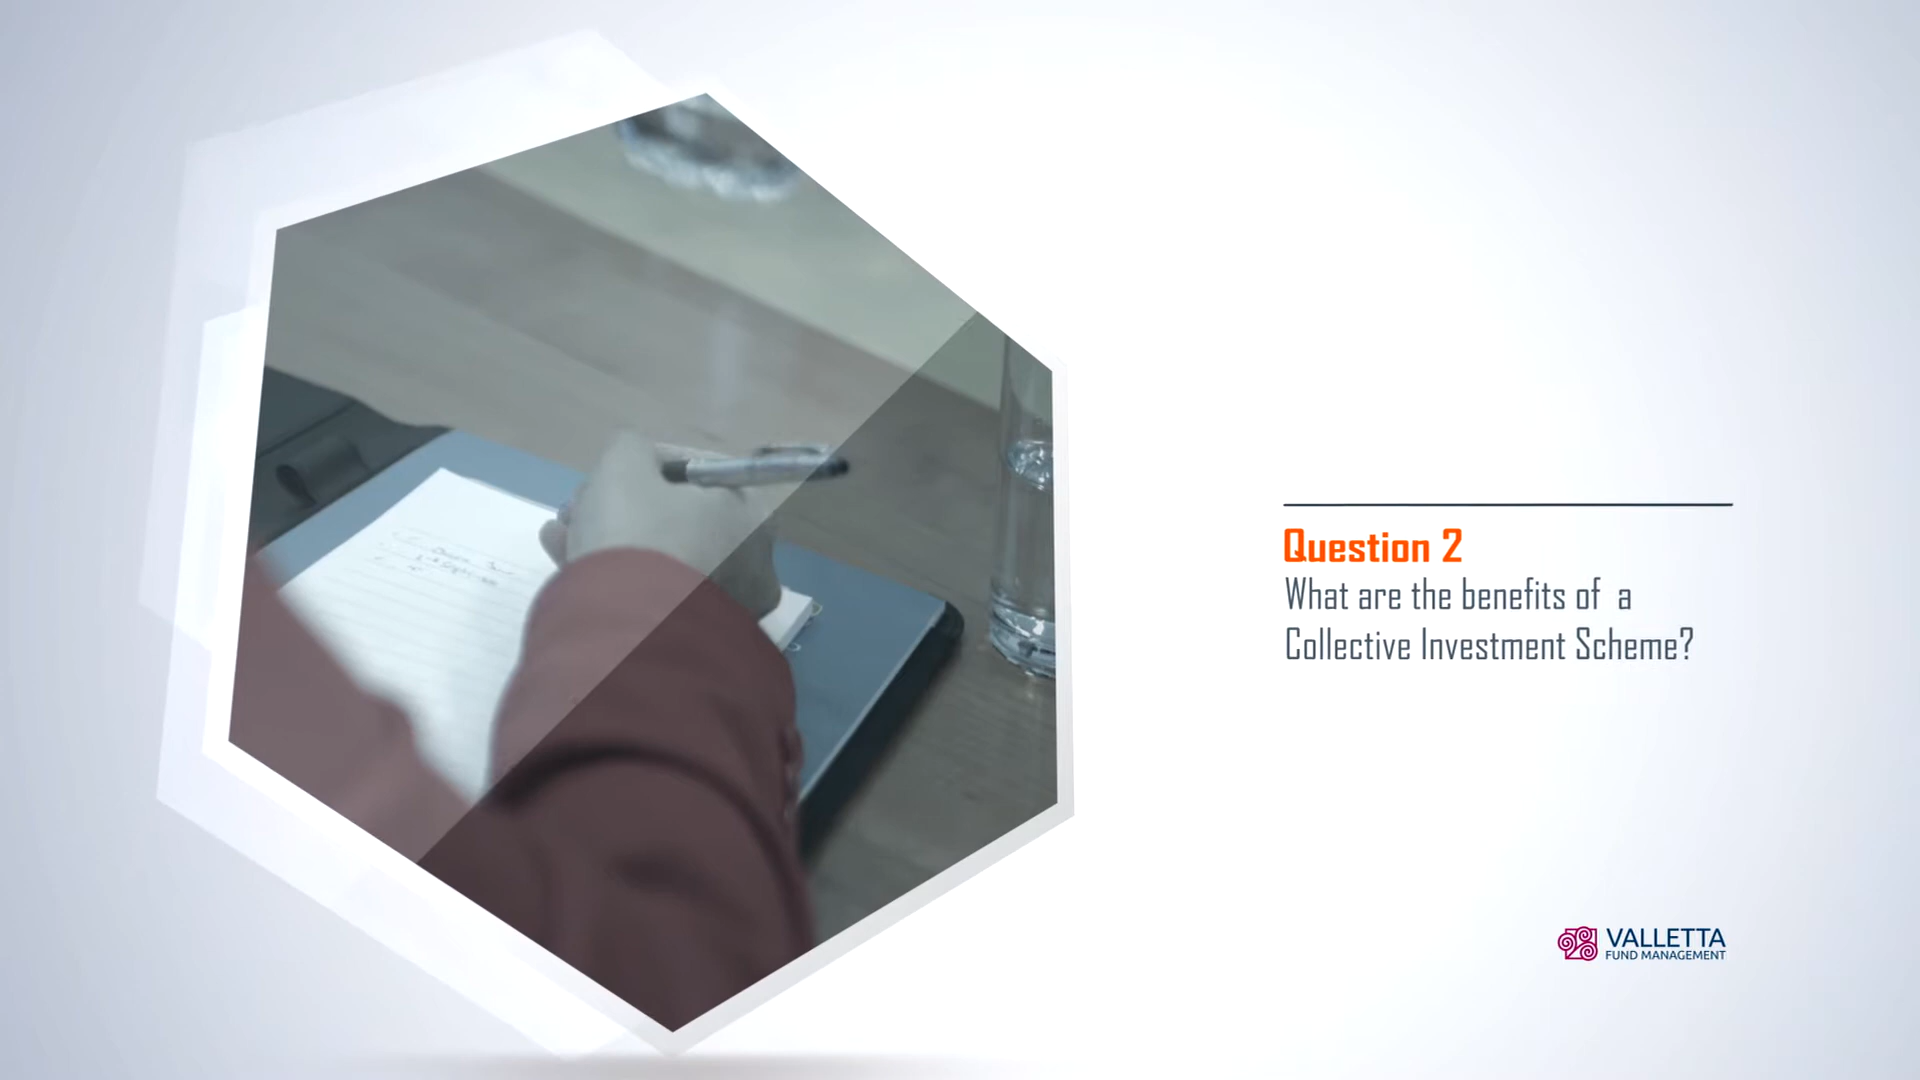 Question 2
What are the benefits of a
Collective Investment Scheme?
VALLETTA
FUND MANAGEMENT